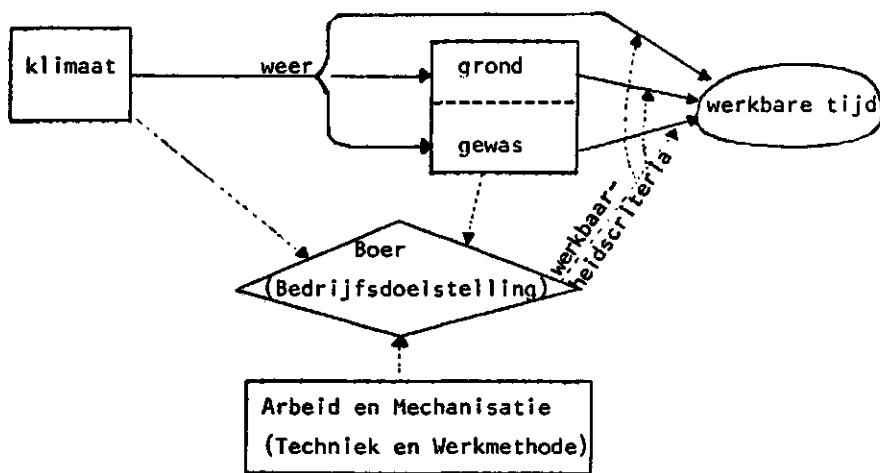 klimaat
weer
grond
gewas
werkbare tijd
werkbaar-
heidscriteria
Boer
(Bedrijfsdoelstelling)
Arbeid en Mechanisatie
(Techniek en Werkmethode)